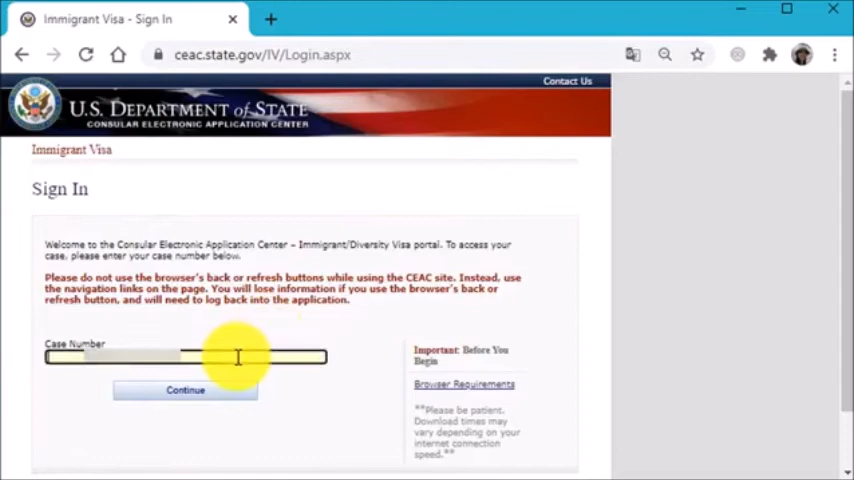 Immigrant Visa - Sign In
ceac.state.gov/IV/Login.aspx
Contact Us
U.S. DEPARTMENT of STATE
CONSULAR ELECTRONIC APPLICATION CENTER
Immigrant Visa
Sign In
Welcome to the Consular Electronic Application Center – Immigrant/Diversity Visa portal. To access your
case, please enter your case number below.
Please do not use the browser's back or refresh buttons while using the CEAC site. Instead, use
the navigation links on the page. You will lose information if you use the browser's back or
refresh button, and will need to log back into the application.
Case Number
Continue
Important: Before You
Begin
Browser Requirements
**Please be patient.
Download times may
vary depending on your
internet connection
speed.**